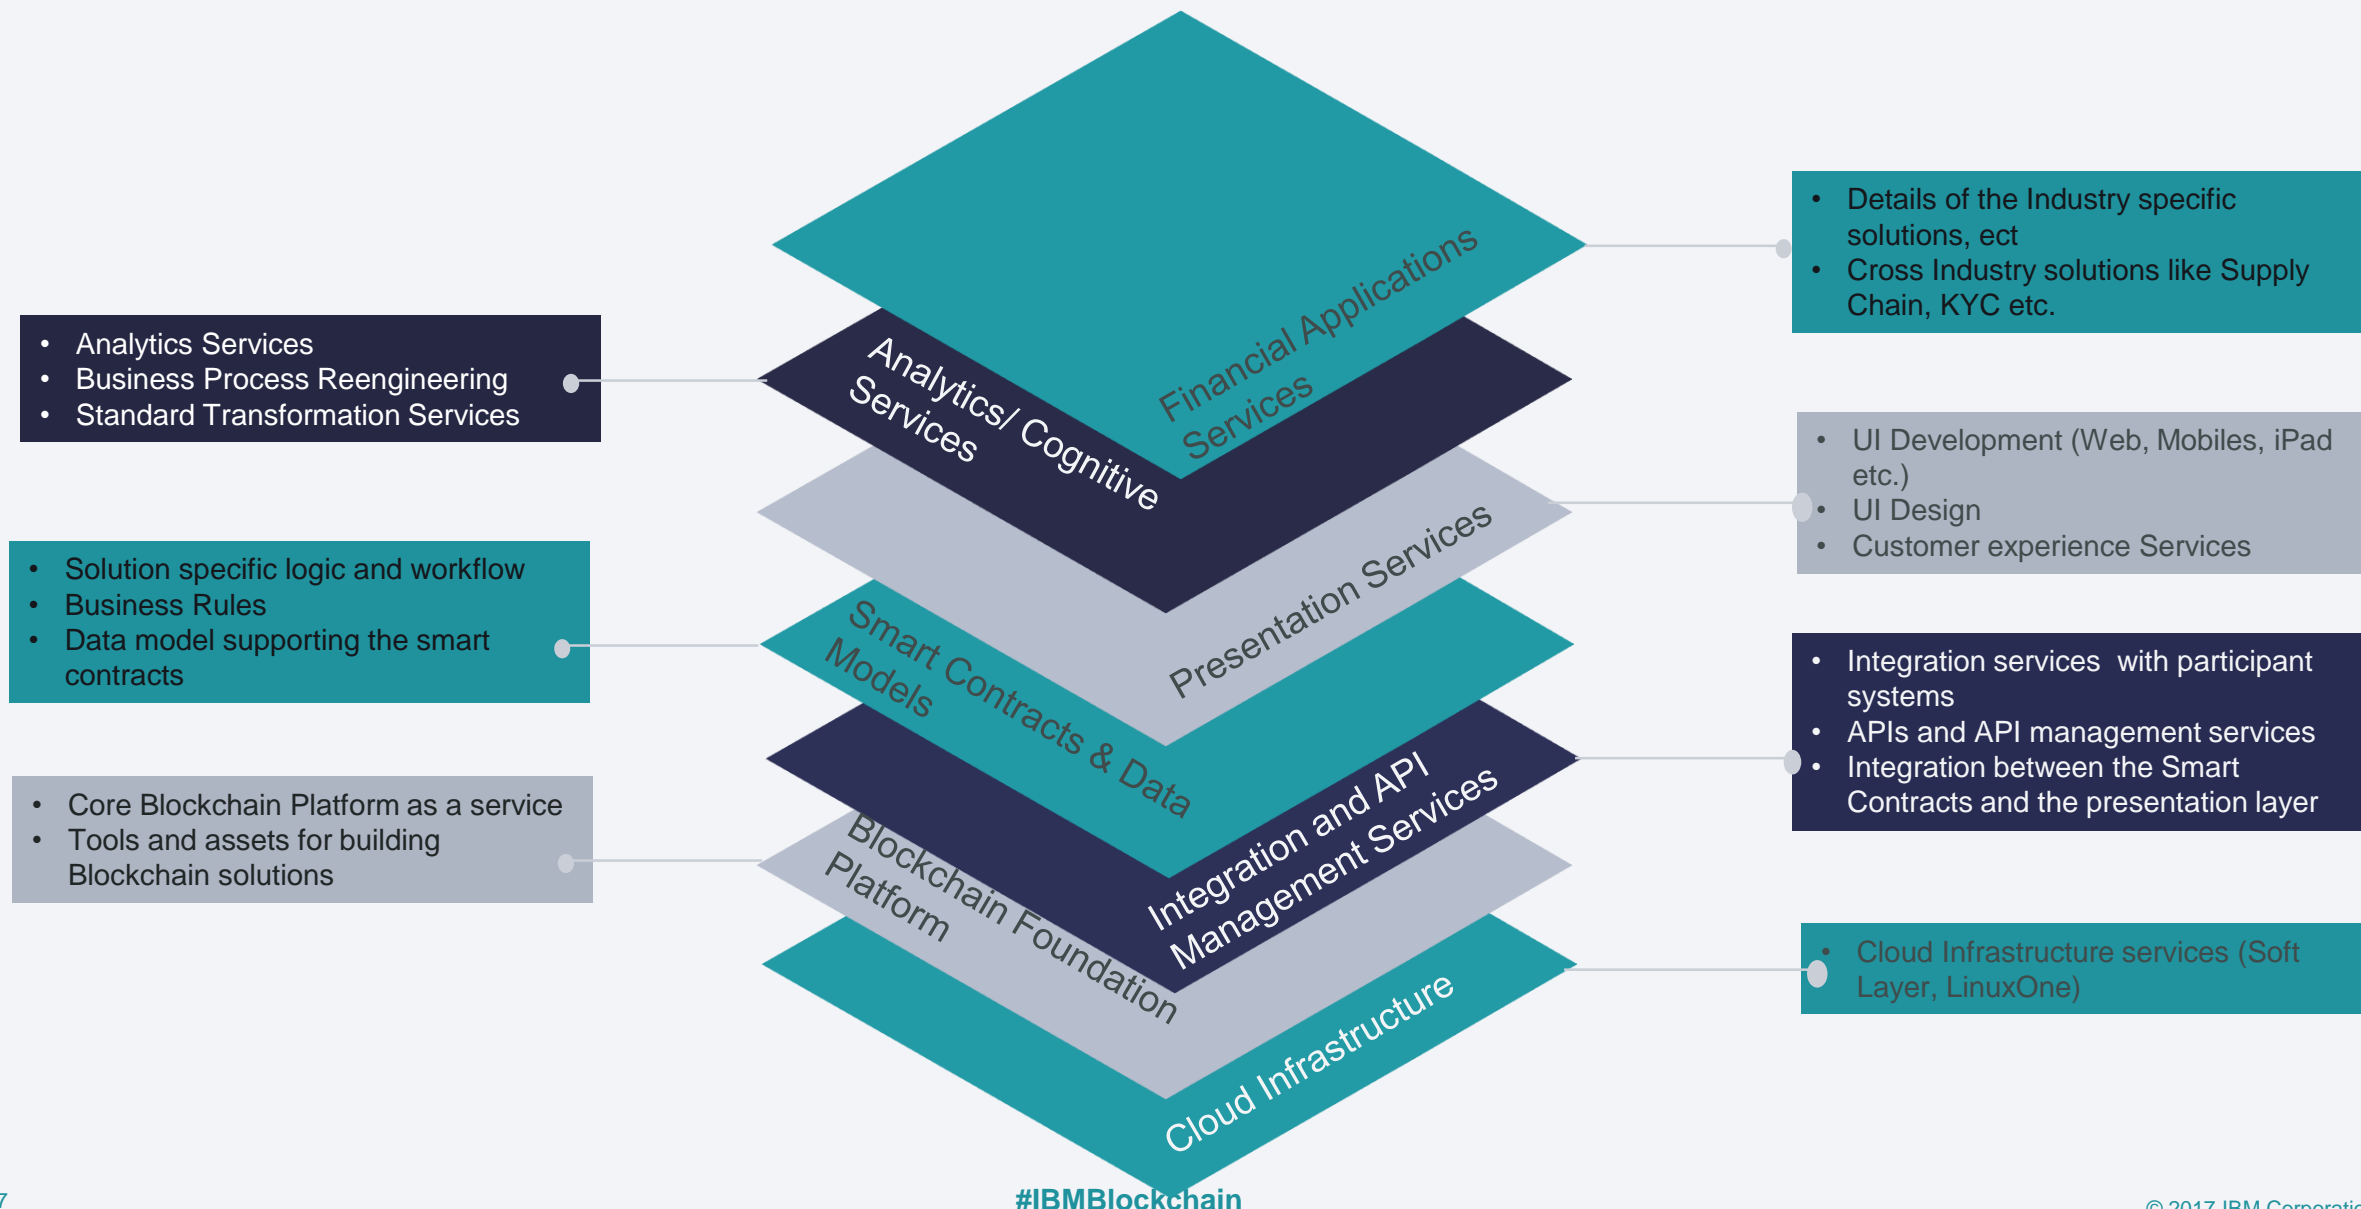 Financial Applications
Services
• Details of the Industry specific
solutions, ect
• Cross Industry solutions like Supply
Chain, KYC etc.
• Analytics Services
• Business Process Reengineering
• Standard Transformation Services
Analytics/ Cognitive
Services
Presentation Services
• UI Development (Web, Mobiles, iPad
etc.)
• UI Design
• Customer experience Services
• Solution specific logic and workflow
• Business Rules
• Data model supporting the smart
contracts
Smart Contracts & Data
Models
Integration and API
Management Services
• Integration services  with participant
systems
• APIs and API management services
• Integration between the Smart
Contracts and the presentation layer
• Core Blockchain Platform as a service
• Tools and assets for building
Blockchain solutions
Blockchain Foundation
Platform
Cloud Infrastructure
• Cloud Infrastructure services (Soft
Layer, LinuxOne)
7
#IBMBlockchain
© 2017 IBM Corporatio